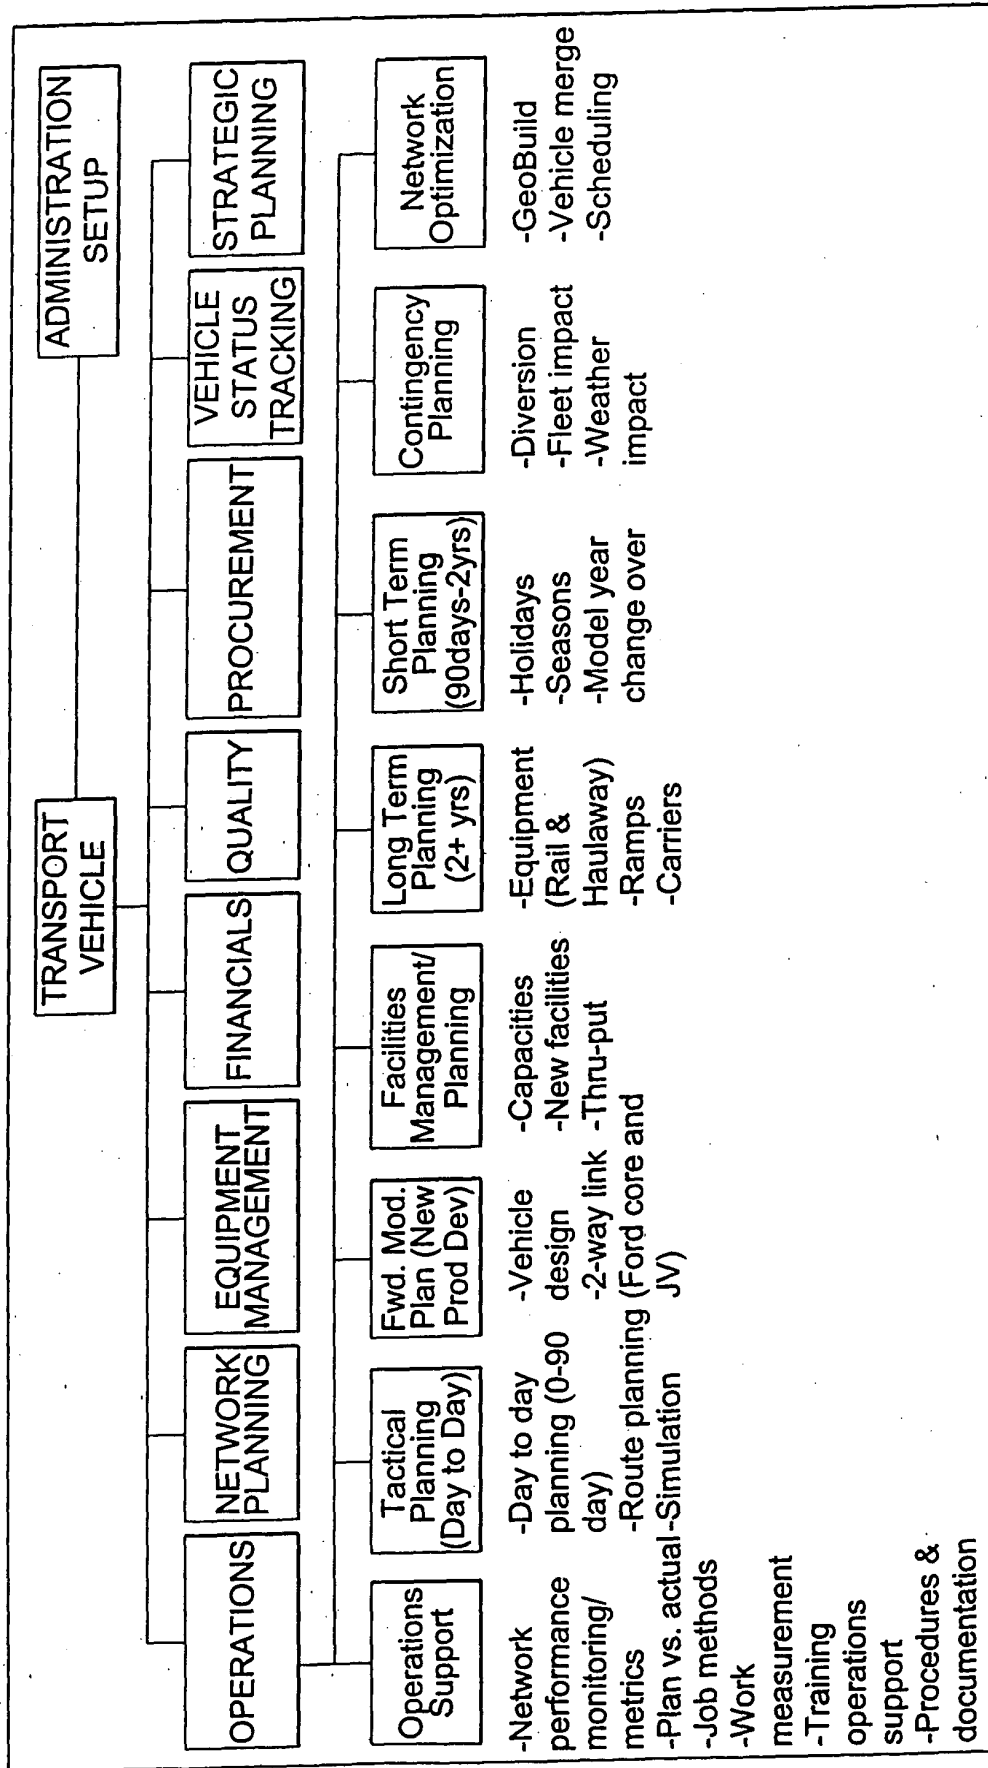 TRANSPORT
VEHICLE
ADMINISTRATION
SETUP
OPERATIONS
NETWORK
PLANNING
EQUIPMENT
MANAGEMENT
FINANCIALS
QUALITY
PROCUREMENT
VEHICLE
STATUS
TRACKING
STRATEGIC
PLANNING
Operations
Support
Tactical
Planning
(Day to Day)
Fwd. Mod.
Plan (New
Prod Dev)
Facilities
Management/
Planning
Long Term
Planning
(2+ yrs)
Short Term
Planning
(90days-2yrs)
Contingency
Planning
Network
Optimization
-Network
performance
monitoring/
metrics
-Plan vs. actual
-Job methods
-Work
measurement
-Training
operations
support
-Procedures &
documentation
-Day to day
planning (0-90
day)
-Route planning (Ford core and
JV)
-Simulation
-Vehicle
design
-2-way link
-Capacities
-New facilities
-Thru-put
-Equipment
(Rail &
Haulaway)
-Ramps
-Carriers
-Holidays
-Seasons
-Model year
change over
-Diversion
-Fleet impact
-Weather
impact
-GeoBuild
-Vehicle merge
-Scheduling